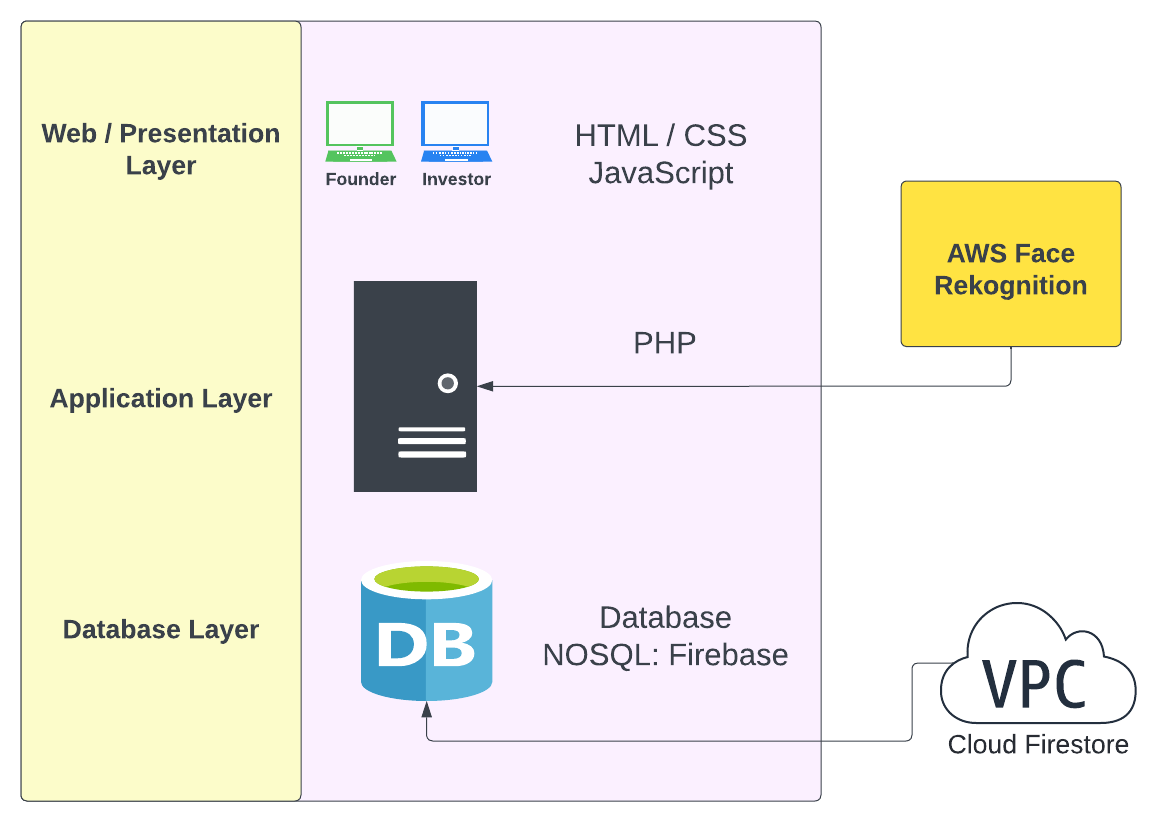 Web / Presentation
Layer
Founder
Investor
HTML / CSS
JavaScript
AWS Face
Rekognition
PHP
Application Layer
Database Layer
DB
Database
NOSQL: Firebase
VPC
Cloud Firestore